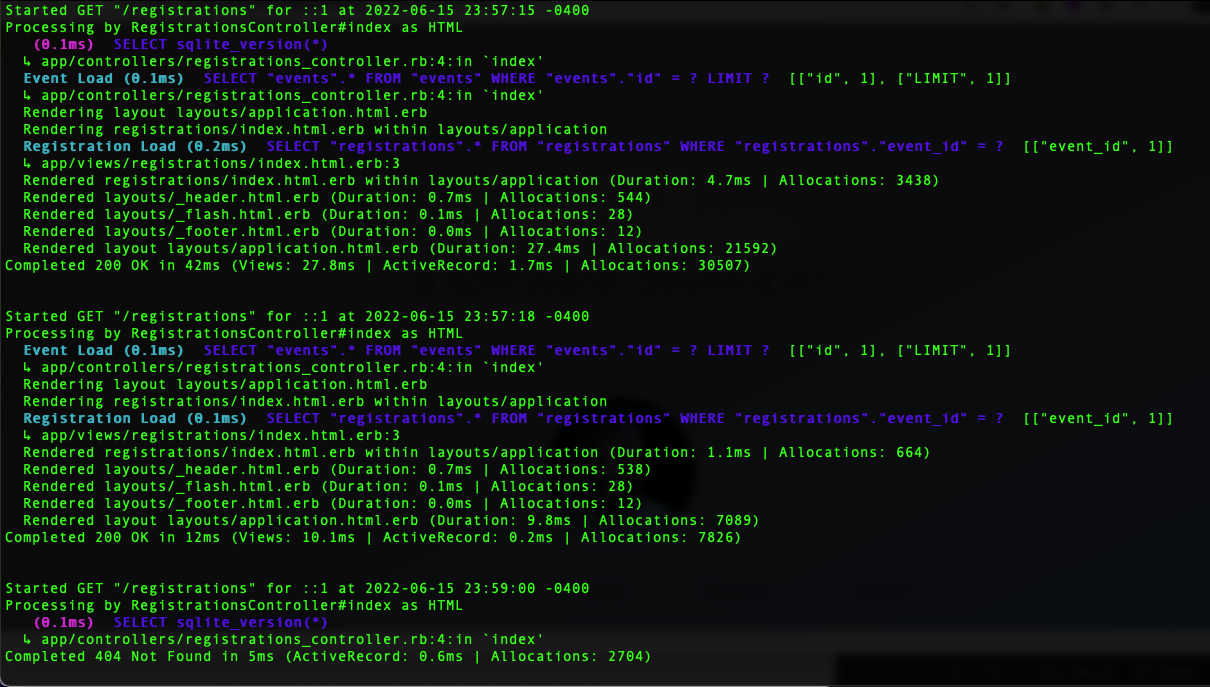 Started GET "/registrations" for ::1 at 2022-06-15 23:57:15 -0400
Processing by RegistrationsController#index as HTML
(0.1ms) SELECT sqlite_version(*)
↳ app/controllers/registrations_controller.rb:4:in `index'
Event Load (0.1ms) SELECT "events".* FROM "events" WHERE "events"."id" = ? LIMIT ? [["id", 1], ["LIMIT", 1]]
↳ app/controllers/registrations_controller.rb:4:in `index'
Rendering layout layouts/application.html.erb
Rendering registrations/index.html.erb within layouts/application
Registration Load (0.2ms) SELECT "registrations".* FROM "registrations" WHERE "registrations"."event_id" = ? [["event_id", 1]]
↳ app/views/registrations/index.html.erb:3
Rendered registrations/index.html.erb within layouts/application (Duration: 4.7ms | Allocations: 3438)
Rendered layouts/_header.html.erb (Duration: 0.7ms | Allocations: 544)
Rendered layouts/_flash.html.erb (Duration: 0.1ms | Allocations: 28)
Rendered layouts/_footer.html.erb (Duration: 0.0ms | Allocations: 12)
Rendered layout layouts/application.html.erb (Duration: 27.4ms | Allocations: 21592)
Completed 200 OK in 42ms (Views: 27.8ms | ActiveRecord: 1.7ms | Allocations: 30507)
Started GET "/registrations" for ::1 at 2022-06-15 23:57:18 -0400
Processing by RegistrationsController#index as HTML
Event Load (0.1ms) SELECT "events".* FROM "events" WHERE "events"."id" = ? LIMIT ? [["id", 1], ["LIMIT", 1]]
↳ app/controllers/registrations_controller.rb:4:in `index'
Rendering layout layouts/application.html.erb
Rendering registrations/index.html.erb within layouts/application
Registration Load (0.1ms) SELECT "registrations".* FROM "registrations" WHERE "registrations"."event_id" = ? [["event_id", 1]]
↳ app/views/registrations/index.html.erb:3
Rendered registrations/index.html.erb within layouts/application (Duration: 1.1ms | Allocations: 664)
Rendered layouts/_header.html.erb (Duration: 0.7ms | Allocations: 538)
Rendered layouts/_flash.html.erb (Duration: 0.1ms | Allocations: 28)
Rendered layouts/_footer.html.erb (Duration: 0.0ms | Allocations: 12)
Rendered layout layouts/application.html.erb (Duration: 9.8ms | Allocations: 7089)
Completed 200 OK in 12ms (Views: 10.1ms | ActiveRecord: 0.2ms | Allocations: 7826)
Started GET "/registrations" for ::1 at 2022-06-15 23:59:00 -0400
Processing by RegistrationsController#index as HTML
(0.1ms) SELECT sqlite_version(*)
↳ app/controllers/registrations_controller.rb:4:in `index'
Completed 404 Not Found in 5ms (ActiveRecord: 0.6ms | Allocations: 2704)